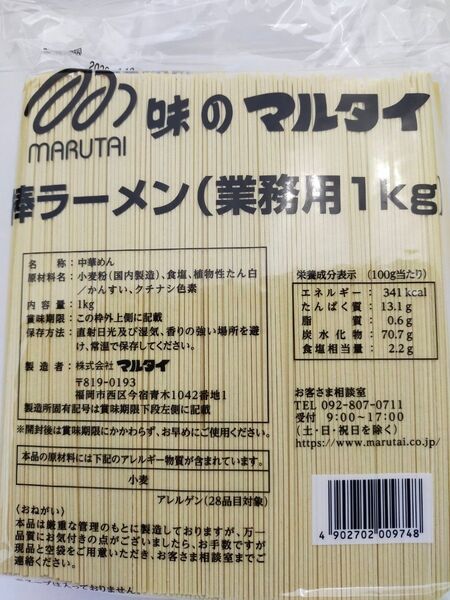 MARUTAI
味のマルタイ
棒ラーメン(業務用1kg)
名称:中華めん
原材料名:小麦粉(国内製造)、食塩、植物性たん白
/かんすい、クチナシ色素
内容量:1kg
賞味期限:この枠外上側に記載
保存方法:直射日光及び湿気、香りの強い場所を避
け、常温で保存してください。
製造者:株式会社マルタイ
〒819-0193
福岡市西区今宿青木1042番地1
製造所固有記号は賞味期限下段左側に記載
※開封後は賞味期限にかかわらず、お早めにご使用ください。
本品の原材料には下記のアレルギー物質が含まれています。
小麦
アレルゲン(28品目対象)
〈おねがい〉
本品は厳重な管理のもとに製造しておりますが、万一
品質にお気付きの点がございましたら、お手数ですが
現品と空袋をご用意いただき、お客さま相談室までご
連絡ください。
栄養成分表示(100g当たり)
エネルギー:341kcal
たんぱく質:13.1g
脂質:0.6g
炭水化物:70.7g
食塩相当量:2.2g
お客さま相談室
TEL 092-807-0711
受付 9:00~17:00
(土・日・祝日を除く)
https://www.marutai.co.jp/
4902702009748